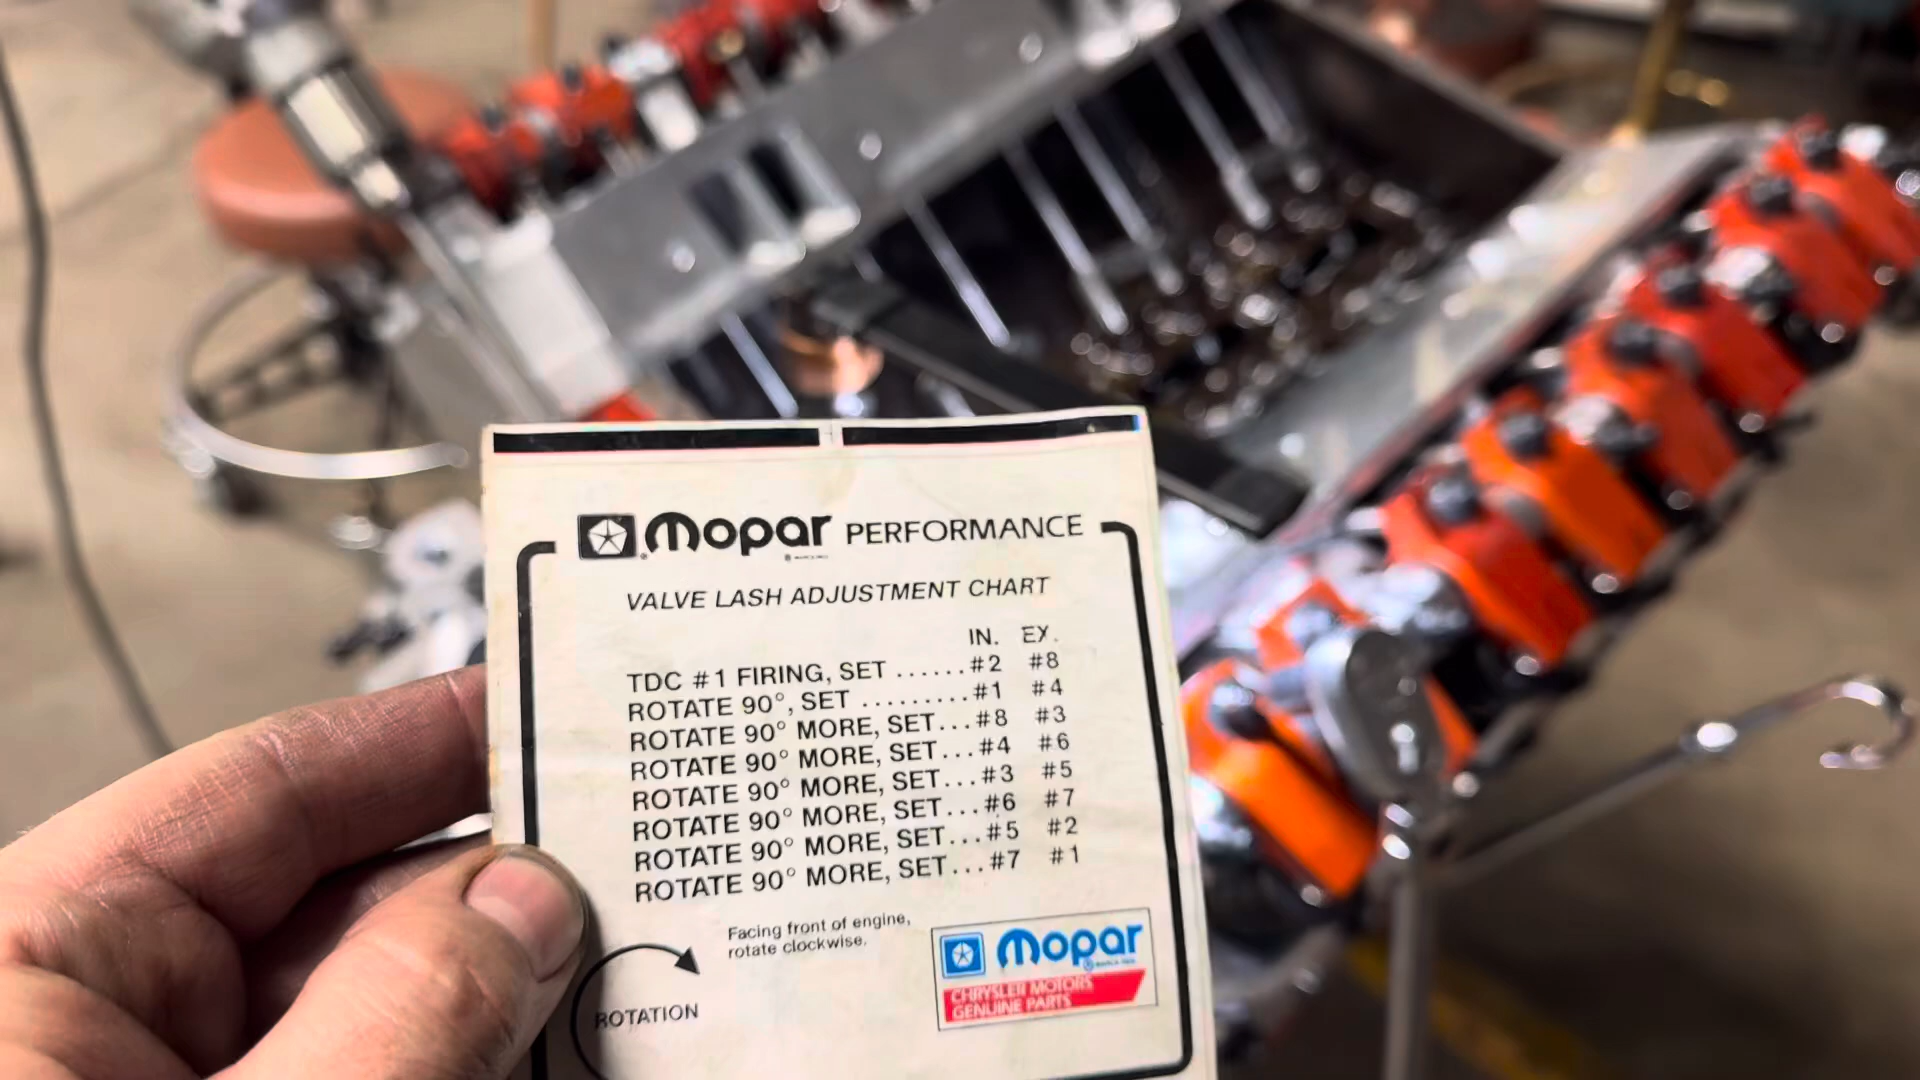 Mopar PERFORMANCE
VALVE LASH ADJUSTMENT CHART
IN. EX.
TDC #1 FIRING, SET ...... #2 #8
ROTATE 90°, SET ......... #1 #4
ROTATE 90° MORE, SET... #8 #3
ROTATE 90° MORE, SET... #4 #6
ROTATE 90° MORE, SET... #3 #5
ROTATE 90° MORE, SET... #6 #7
ROTATE 90° MORE, SET... #5 #2
ROTATE 90° MORE, SET... #7 #1
Facing front of engine,
rotate clockwise.
ROTATION
Mopar
CHRYSLER MOTORS
GENUINE PARTS